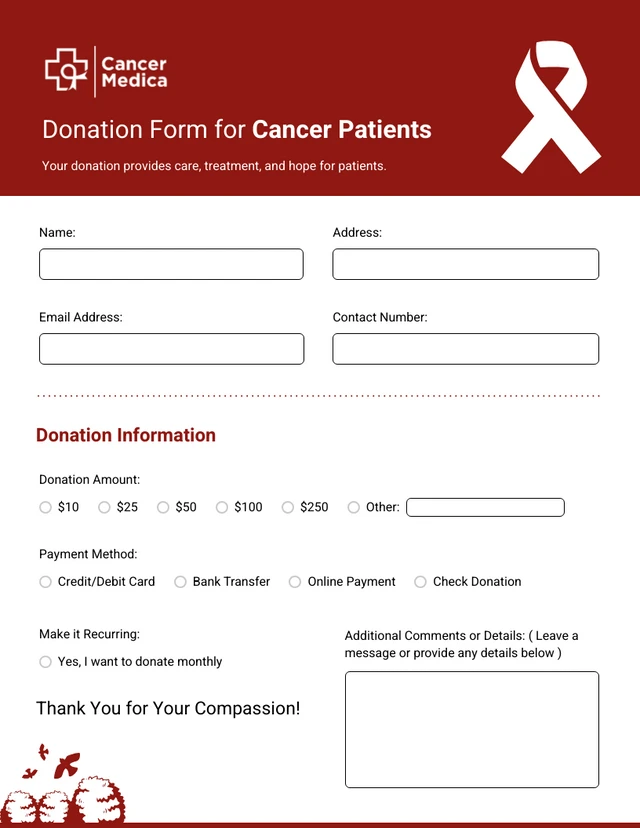 Cancer
Medica
Donation Form for Cancer Patients
Your donation provides care, treatment, and hope for patients.
Name:
Address:
Email Address:
Contact Number:
Donation Information
Donation Amount:
$10 $25 $50 $100 $250 Other:
Payment Method:
Credit/Debit Card Bank Transfer Online Payment Check Donation
Make it Recurring:
Yes, I want to donate monthly
Additional Comments or Details: ( Leave a
message or provide any details below )
Thank You for Your Compassion!